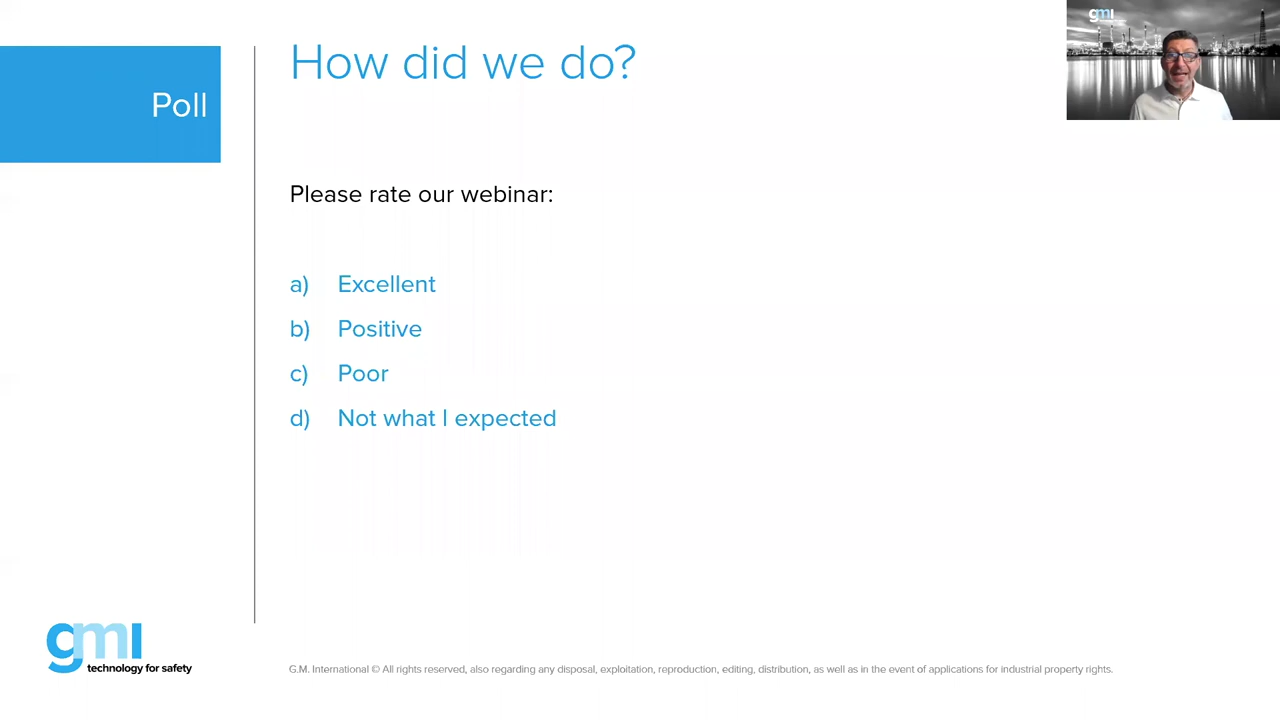 How did we do?
Poll
Please rate our webinar:
a) Excellent
b) Positive
c) Poor
d) Not what I expected
gmi
technology for safety
G.M. International © All rights reserved, also regarding any disposal, exploitation, reproduction, editing, distribution, as well as in the event of applications for industrial property rights.
gmi